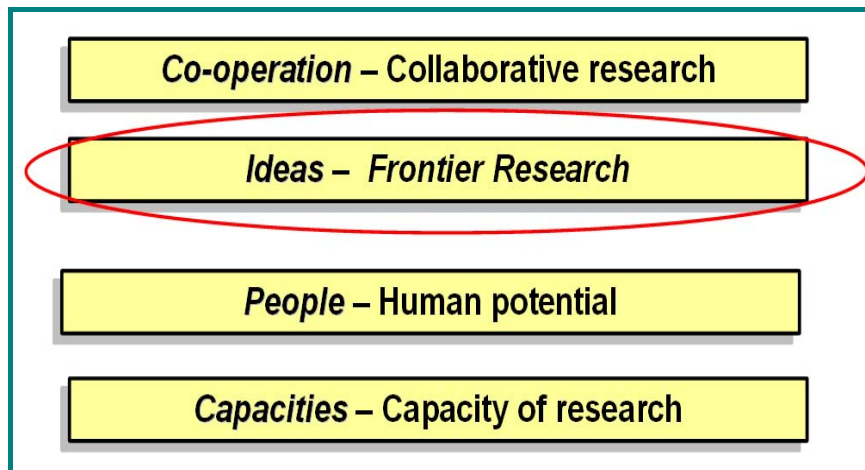 Co-operation – Collaborative research
Ideas – Frontier Research
People – Human potential
Capacities – Capacity of research